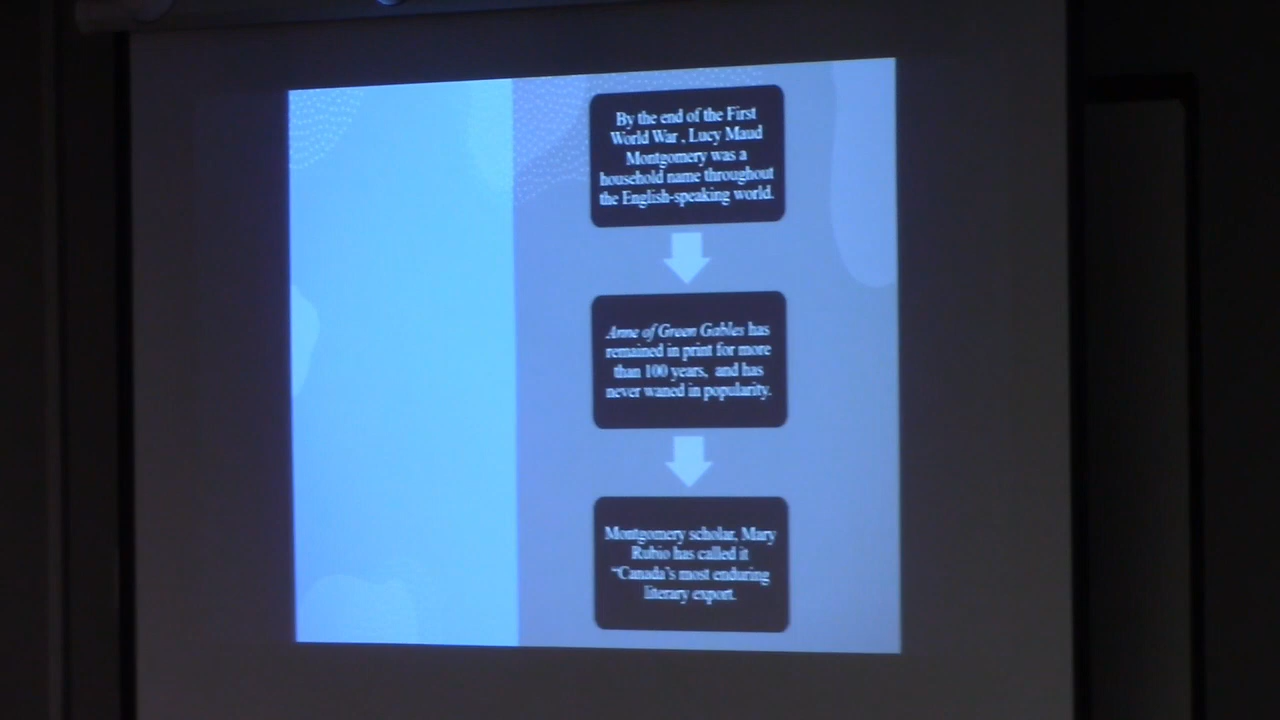 By the end of the First
World War , Lucy Maud
Montgomery was a
household name throughout
the English-speaking world.
Anne of Green Gables has
remained in print for more
than 100 years, and has
never waned in popularity.
Montgomery scholar, Mary
Rubio has called it
“Canada’s most enduring
literary export.